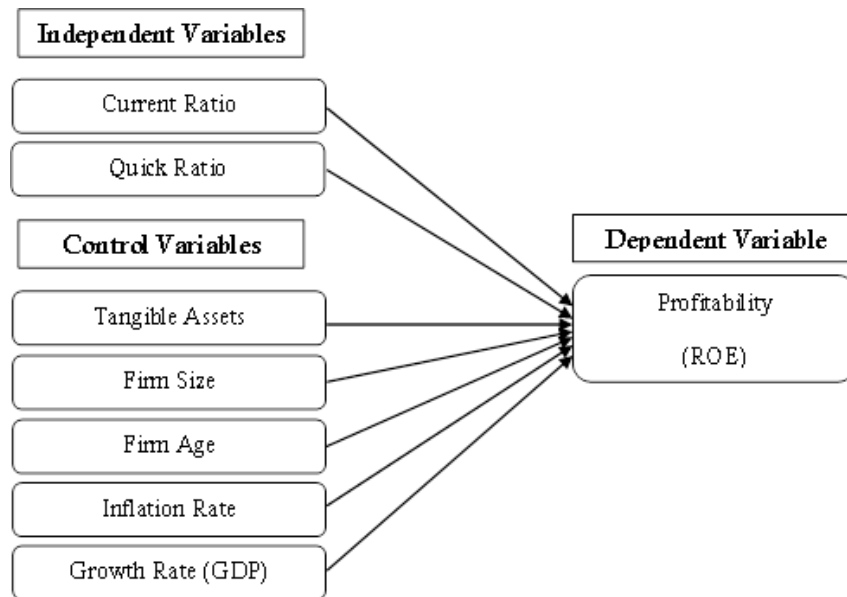 Independent Variables
Current Ratio
Quick Ratio
Control Variables
Tangible Assets
Firm Size
Firm Age
Inflation Rate
Growth Rate (GDP)
Dependent Variable
Profitability
(ROE)